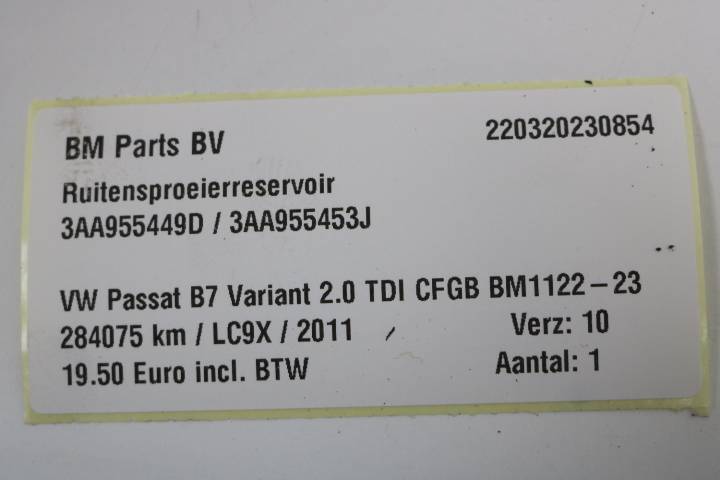 BM Parts BV 220320230854
Ruitensproeierreservoir
3AA955449D / 3AA955453J
VW Passat B7 Variant 2.0 TDI CFGB BM1122-23
284075 km / LC9X / 2011 Verz: 10
19.50 Euro incl. BTW Aantal: 1